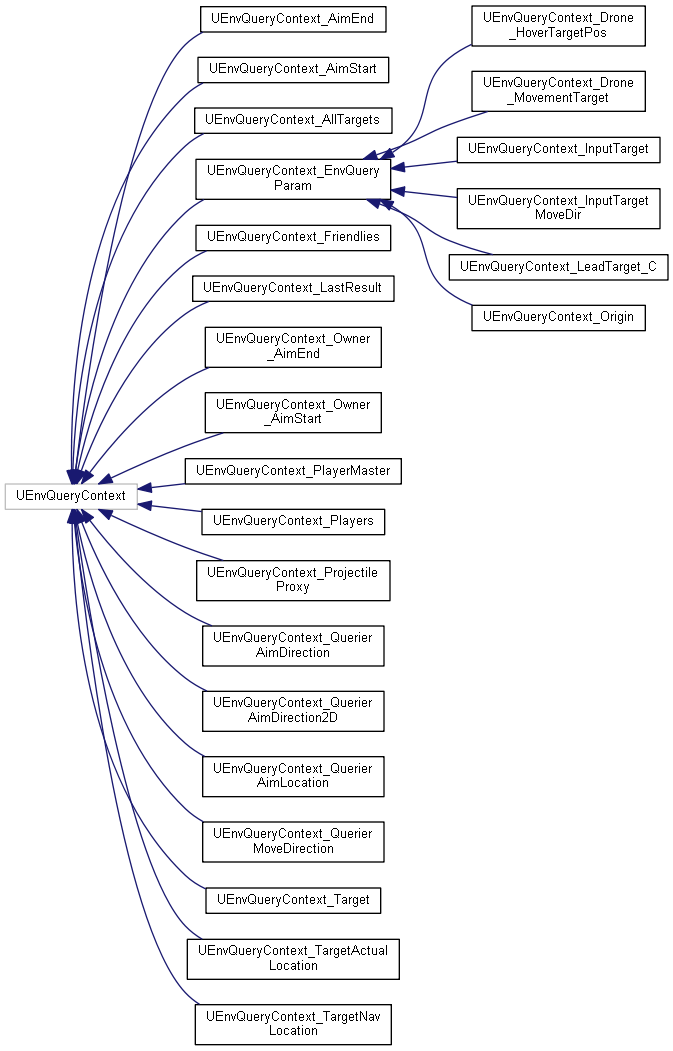 UEnvQueryContext
UEnvQueryContext_AimEnd
UEnvQueryContext_AimStart
UEnvQueryContext_AllTargets
UEnvQueryContext_EnvQuery
Param
UEnvQueryContext_Friendlies
UEnvQueryContext_LastResult
UEnvQueryContext_Owner
_AimEnd
UEnvQueryContext_Owner
_AimStart
UEnvQueryContext_PlayerMaster
UEnvQueryContext_Players
UEnvQueryContext_Projectile
Proxy
UEnvQueryContext_Querier
AimDirection
UEnvQueryContext_Querier
AimDirection2D
UEnvQueryContext_Querier
AimLocation
UEnvQueryContext_Querier
MoveDirection
UEnvQueryContext_Target
UEnvQueryContext_TargetActual
Location
UEnvQueryContext_TargetNav
Location
UEnvQueryContext_Drone
_HoverTargetPos
UEnvQueryContext_Drone
_MovementTarget
UEnvQueryContext_InputTarget
UEnvQueryContext_InputTarget
MoveDir
UEnvQueryContext_LeadTarget_C
UEnvQueryContext_Origin